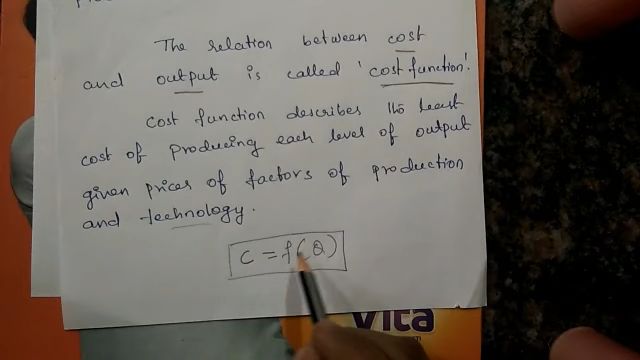 The relation between cost
and output is called 'cost function'.
Cost function describes the least
cost of producing each level of output
given prices of factors of production
and technology.
C = f(Q)
Vita